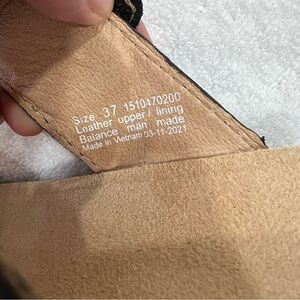 Size 37 1510470200
Leather upper / lining
Balance man made
Made in Vietnam 03-11-2021